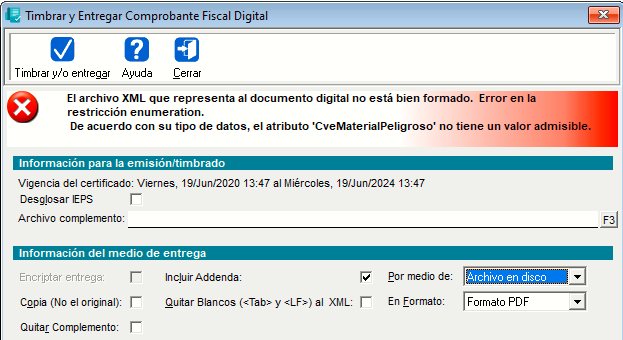 Timbrar y Entregar Comprobante Fiscal Digital
Timbrar y/o entregar Ayuda Cerrar
El archivo XML que representa al documento digital no está bien formado. Error en la
restricción enumeration.
De acuerdo con su tipo de datos, el atributo 'CveMaterialPeligroso' no tiene un valor admisible.
Información para la emisión/timbrado
Vigencia del certificado: Viernes, 19/Jun/2020 13:47 al Miércoles, 19/Jun/2024 13:47
Desglosar IEPS
Archivo complemento: F3
Información del medio de entrega
Encriptar entrega: Incluir Addenda: Por medio de: Archivo en disco
Copia (No el original): Quitar Blancos (<Tab> y <LF>) al XML: En Formato: Formato PDF
Quitar Complemento: